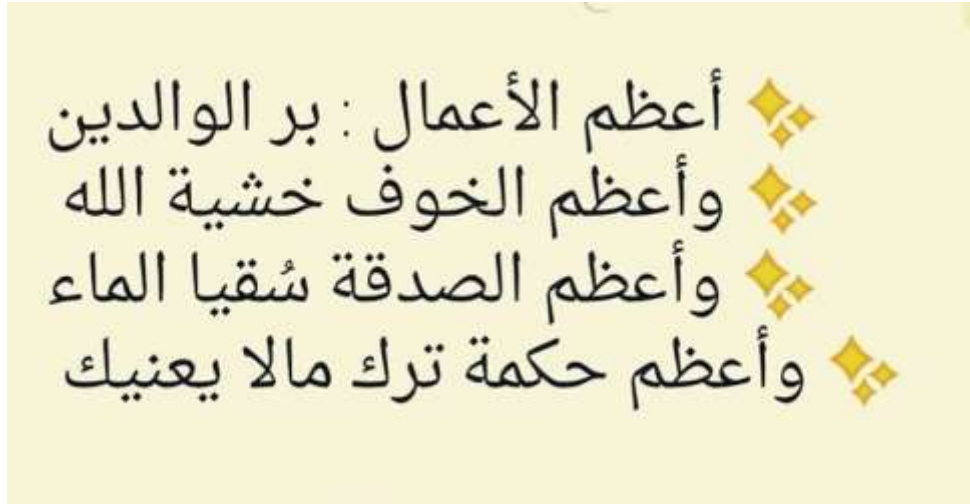 ✨ أعظم الأعمال : بر الوالدين
✨ وأعظم الخوف خشية الله
✨ وأعظم الصدقة سُقيا الماء
✨ وأعظم حكمة ترك مالا يعنيك